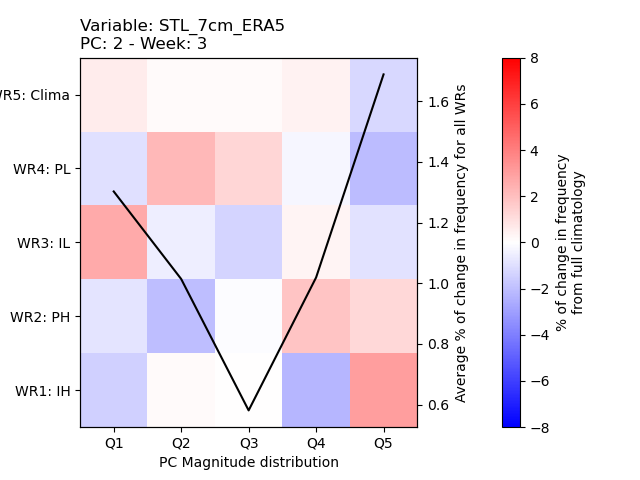 Variable: STL_7cm_ERA5
PC: 2 - Week: 3
WR5: Clima
WR4: PL
WR3: IL
WR2: PH
WR1: IH
Q1 Q2 Q3 Q4 Q5
PC Magnitude distribution
1.6
1.4
1.2
1.0
0.8
0.6
Average % of change in frequency for all WRs
8
6
4
2
0
−2
−4
−6
−8
% of change in frequency
from full climatology